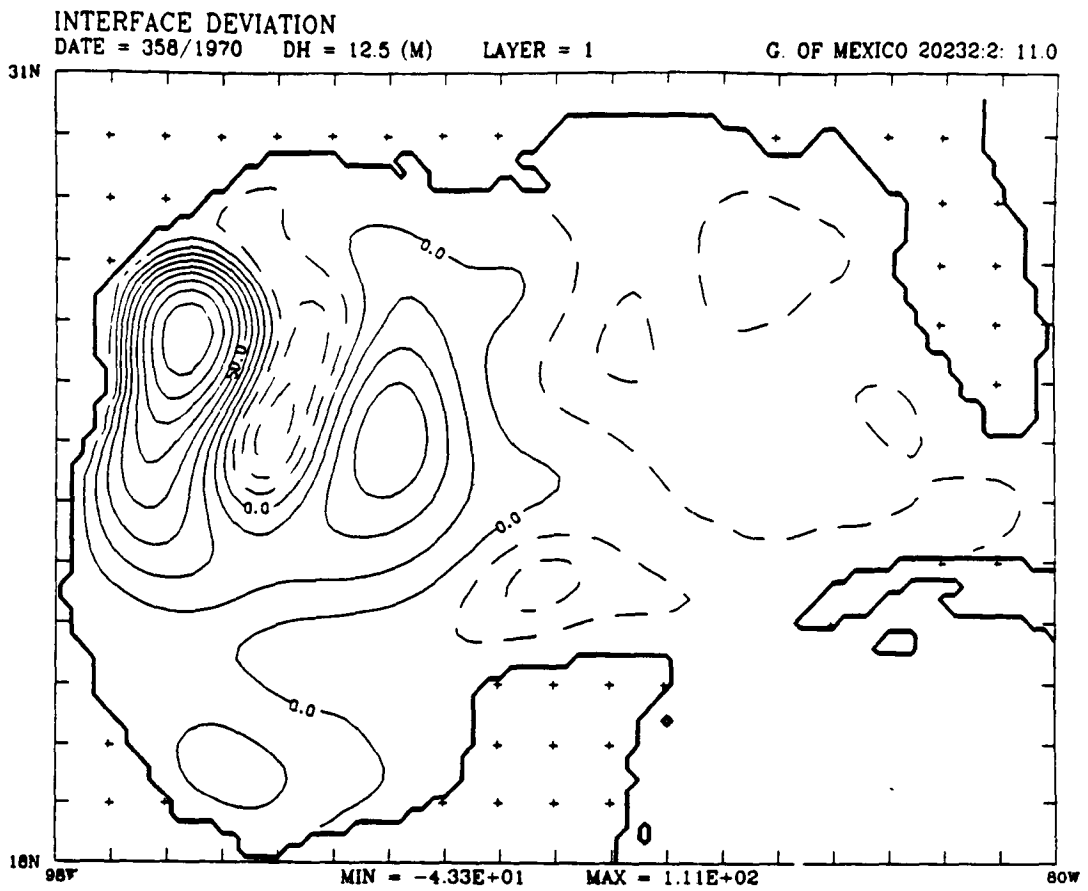 INTERFACE DEVIATION
DATE = 358/1970 DH = 12.5 (M) LAYER = 1 G. OF MEXICO 20232:2: 11.0
31N
0.0
50.0
0.0
0.0
0.0
18N
98W 80W
MIN = -4.33E+01 MAX = 1.11E+02